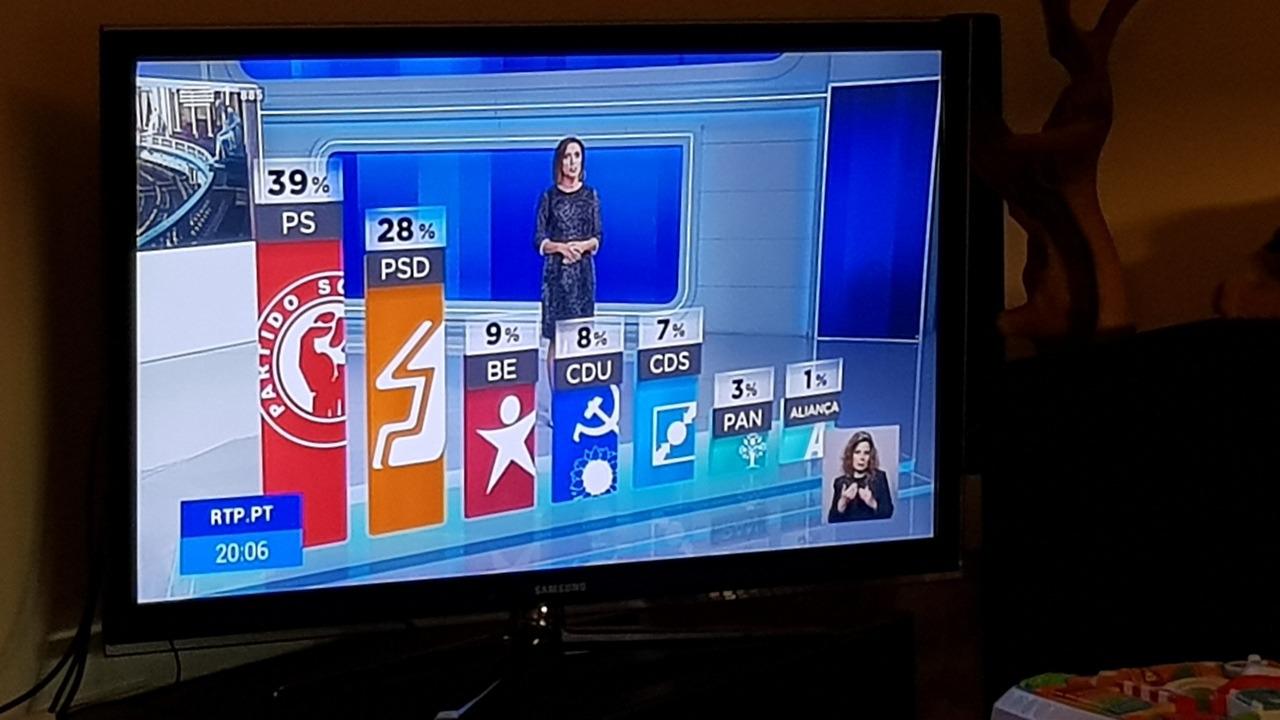 39%
PS
PARTIDO SO
28%
PSD
9%
BE
8%
CDU
7%
CDS
3%
PAN
1%
ALIANÇA
A
RTP.PT
20:06
SAMSUNG